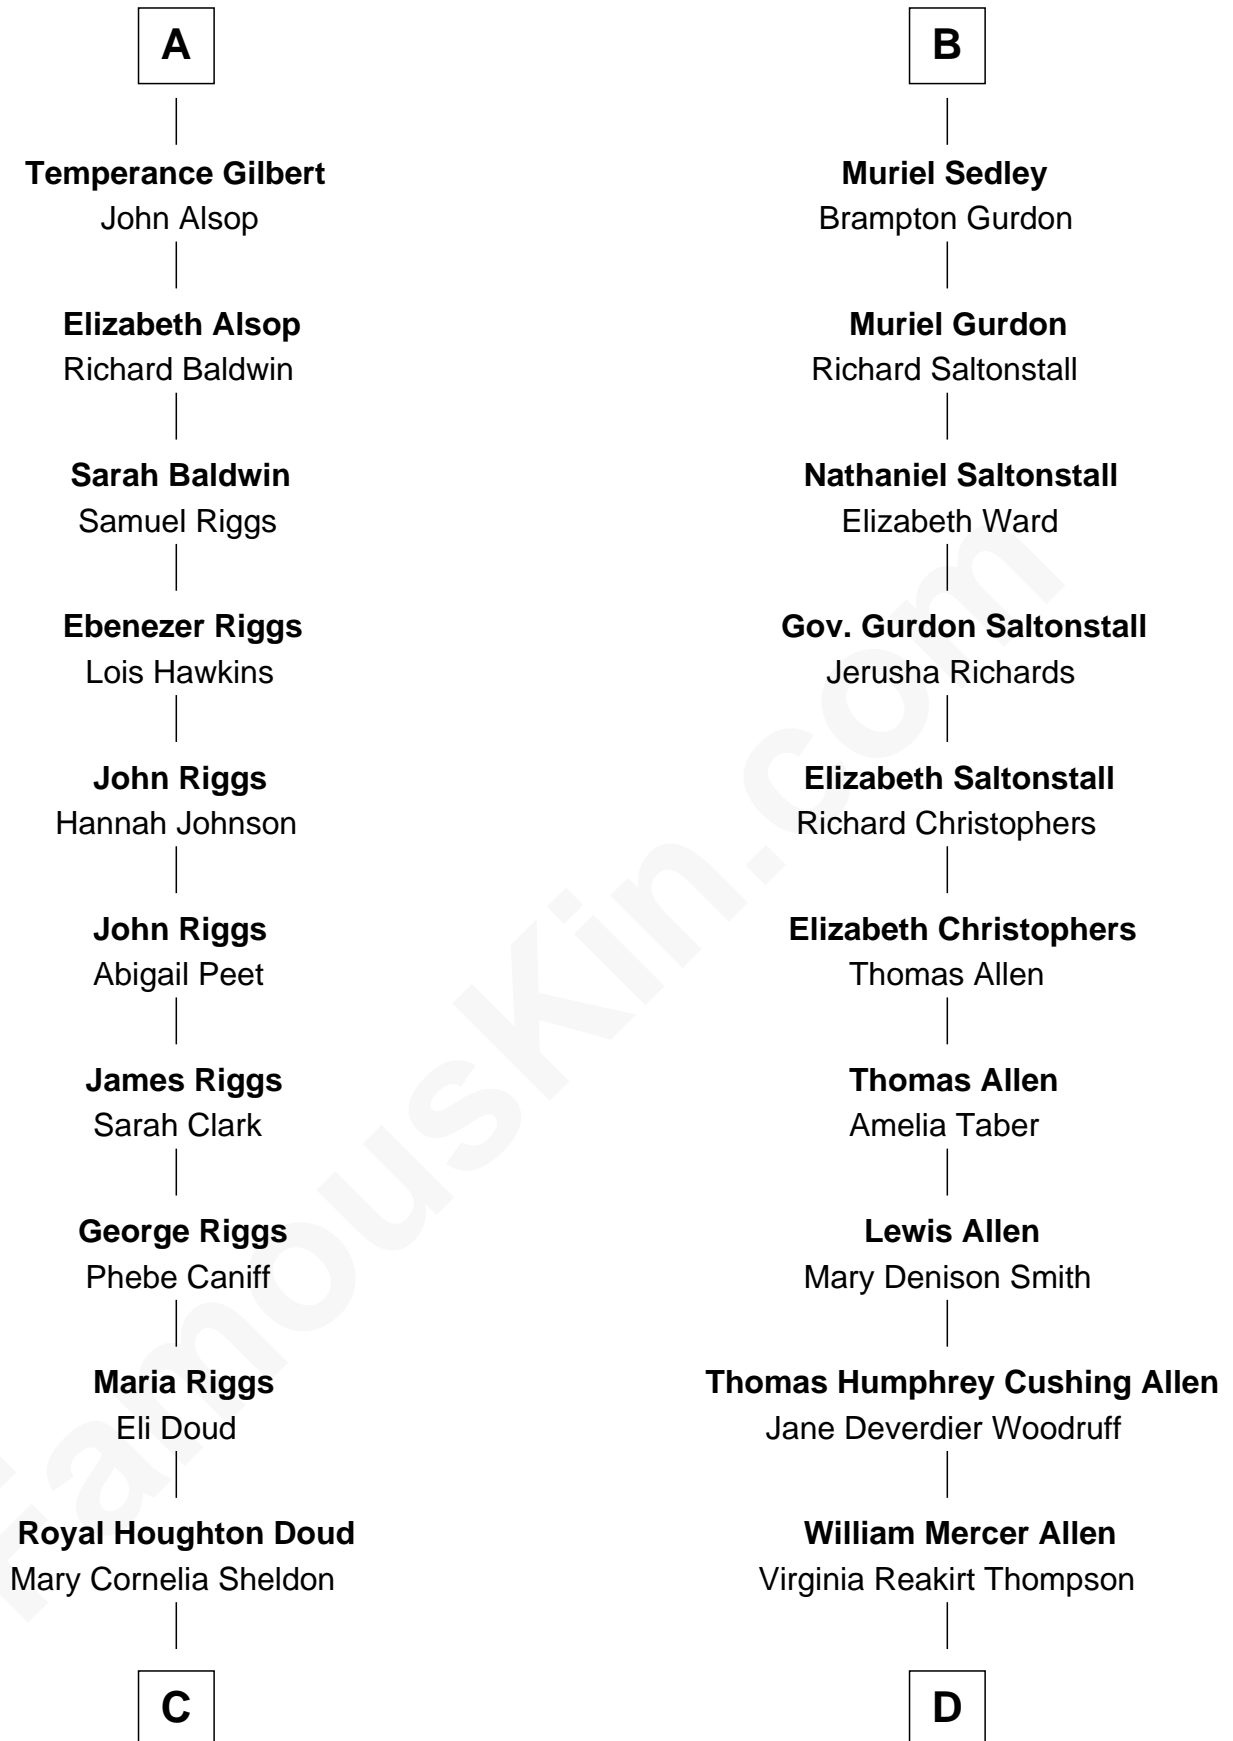 A
Temperance Gilbert
John Alsop
Elizabeth Alsop
Richard Baldwin
Sarah Baldwin
Samuel Riggs
Ebenezer Riggs
Lois Hawkins
John Riggs
Hannah Johnson
John Riggs
Abigail Peet
James Riggs
Sarah Clark
George Riggs
Phebe Caniff
Maria Riggs
Eli Doud
Royal Houghton Doud
Mary Cornelia Sheldon
C
B
Muriel Sedley
Brampton Gurdon
Muriel Gurdon
Richard Saltonstall
Nathaniel Saltonstall
Elizabeth Ward
Gov. Gurdon Saltonstall
Jerusha Richards
Elizabeth Saltonstall
Richard Christophers
Elizabeth Christophers
Thomas Allen
Thomas Allen
Amelia Taber
Lewis Allen
Mary Denison Smith
Thomas Humphrey Cushing Allen
Jane Deverdier Woodruff
William Mercer Allen
Virginia Reakirt Thompson
D
FamousKin.com